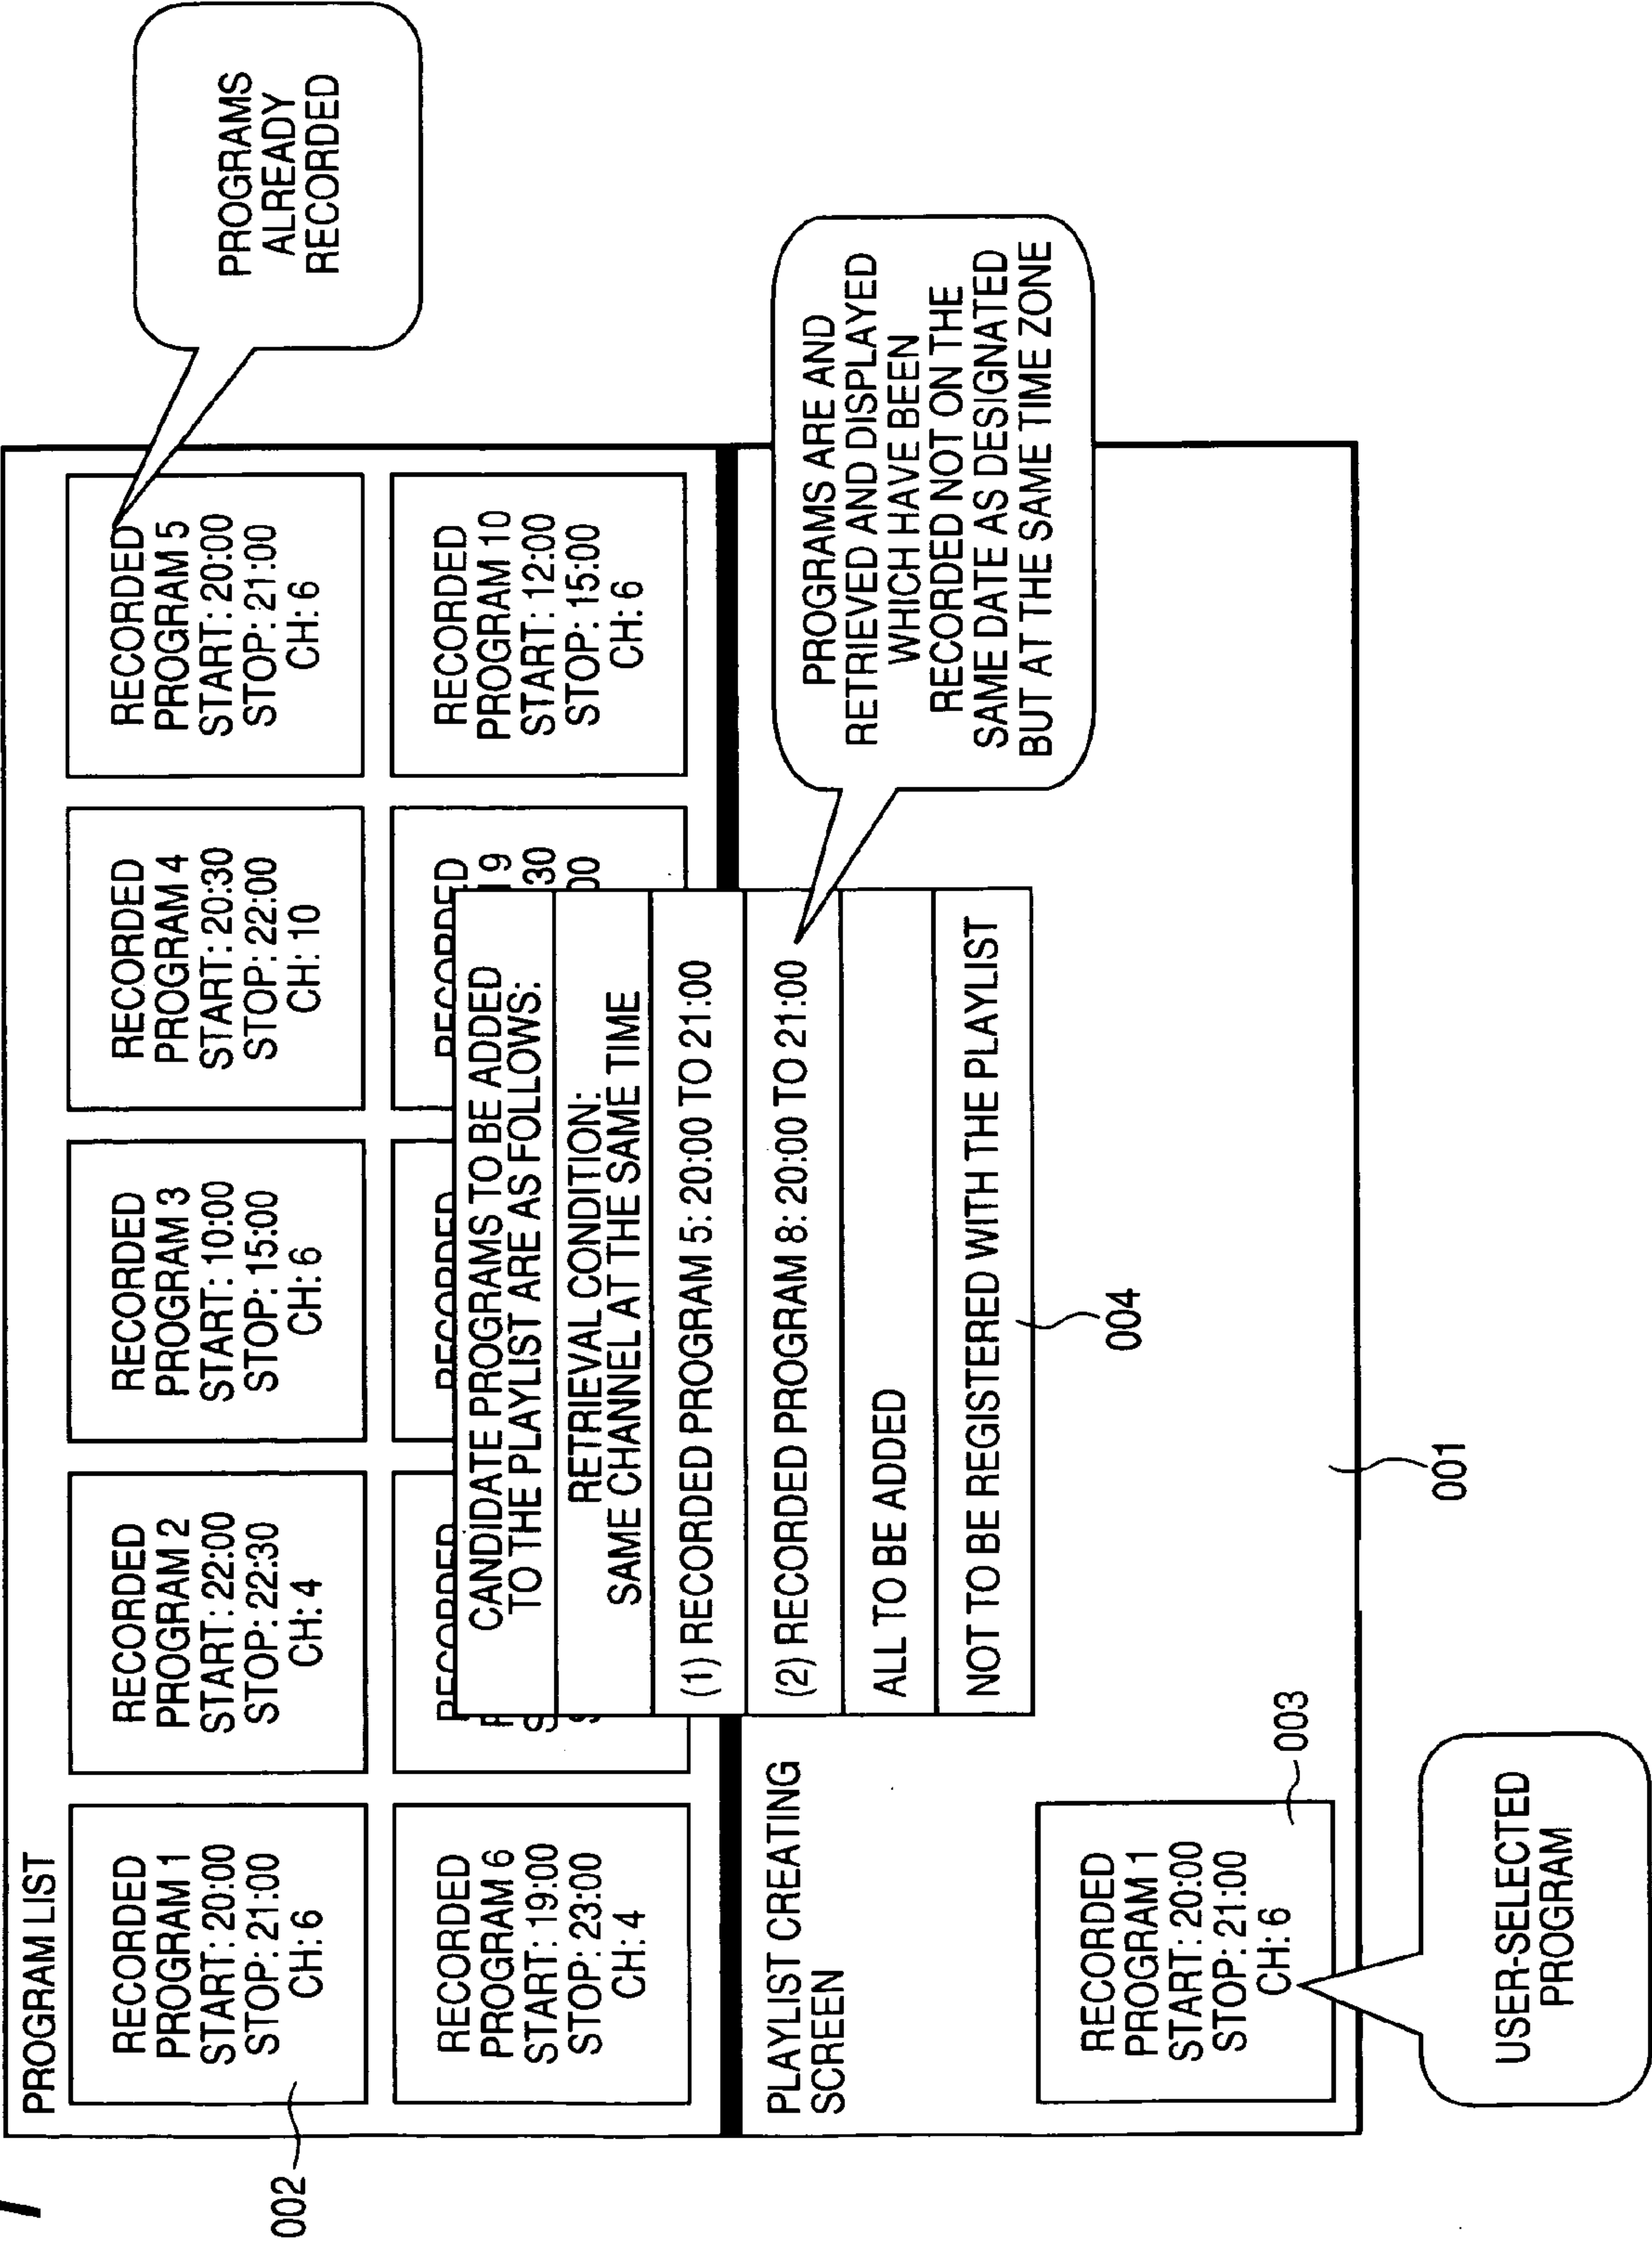 PROGRAM LIST
RECORDED
PROGRAM 1
START: 20:00
STOP: 21:00
CH: 6
RECORDED
PROGRAM 2
START: 22:00
STOP: 22:30
CH: 4
RECORDED
PROGRAM 3
START: 10:00
STOP: 15:00
CH: 6
RECORDED
PROGRAM 4
START: 20:30
STOP: 22:00
CH: 10
RECORDED
PROGRAM 5
START: 20:00
STOP: 21:00
CH: 6
PROGRAMS
ALREADY
RECORDED
002
RECORDED
PROGRAM 6
START: 19:00
STOP: 23:00
CH: 4
RECORDED
RECORDED
RECORDED
9
30
00
RECORDED
PROGRAM 10
START: 12:00
STOP: 15:00
CH: 6
CANDIDATE PROGRAMS TO BE ADDED
TO THE PLAYLIST ARE AS FOLLOWS:
RETRIEVAL CONDITION:
SAME CHANNEL AT THE SAME TIME
(1) RECORDED PROGRAM 5: 20:00 TO 21:00
(2) RECORDED PROGRAM 8: 20:00 TO 21:00
ALL TO BE ADDED
NOT TO BE REGISTERED WITH THE PLAYLIST
004
PROGRAMS ARE AND
RETRIEVED AND DISPLAYED
WHICH HAVE BEEN
RECORDED NOT ON THE
SAME DATE AS DESIGNATED
BUT AT THE SAME TIME ZONE
PLAYLIST CREATING
SCREEN
RECORDED
PROGRAM 1
START: 20:00
STOP: 21:00
CH: 6
003
001
USER-SELECTED
PROGRAM